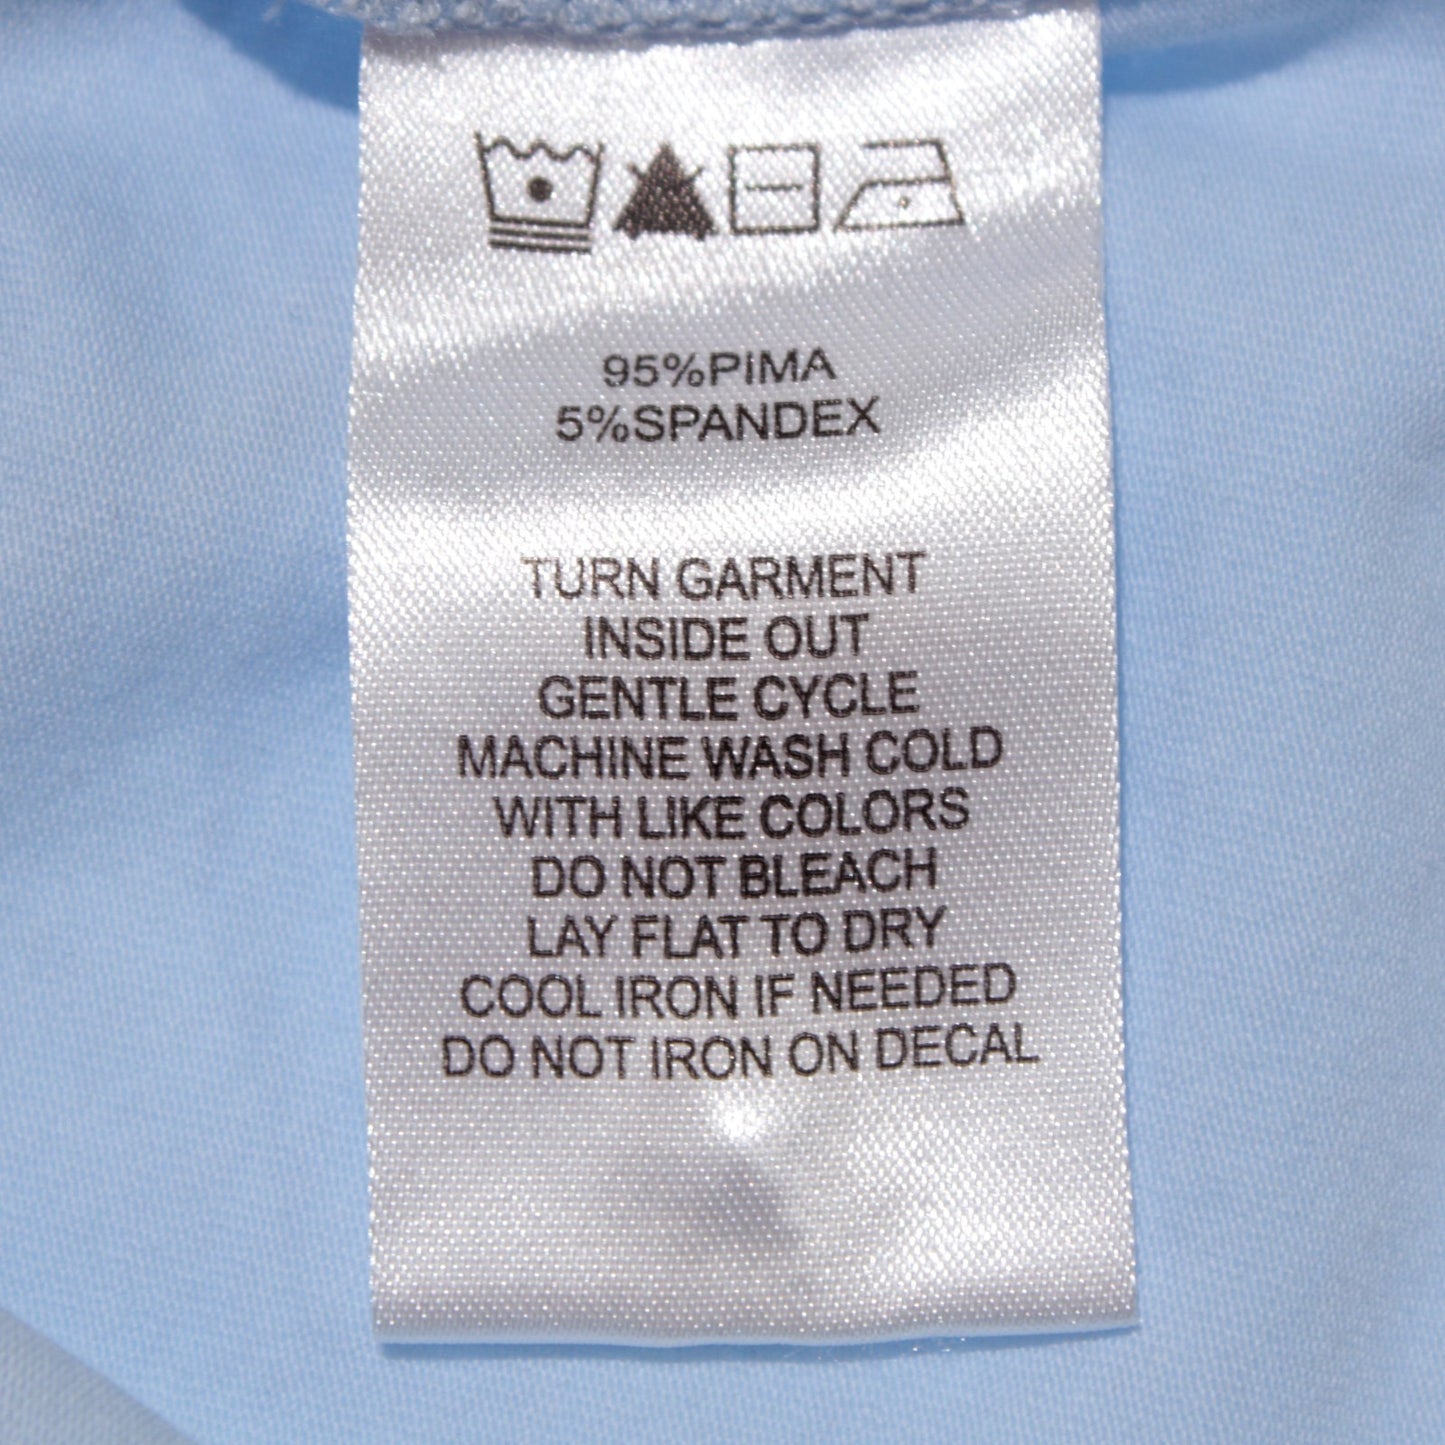 95%PIMA
5%SPANDEX
TURN GARMENT
INSIDE OUT
GENTLE CYCLE
MACHINE WASH COLD
WITH LIKE COLORS
DO NOT BLEACH
LAY FLAT TO DRY
COOL IRON IF NEEDED
DO NOT IRON ON DECAL